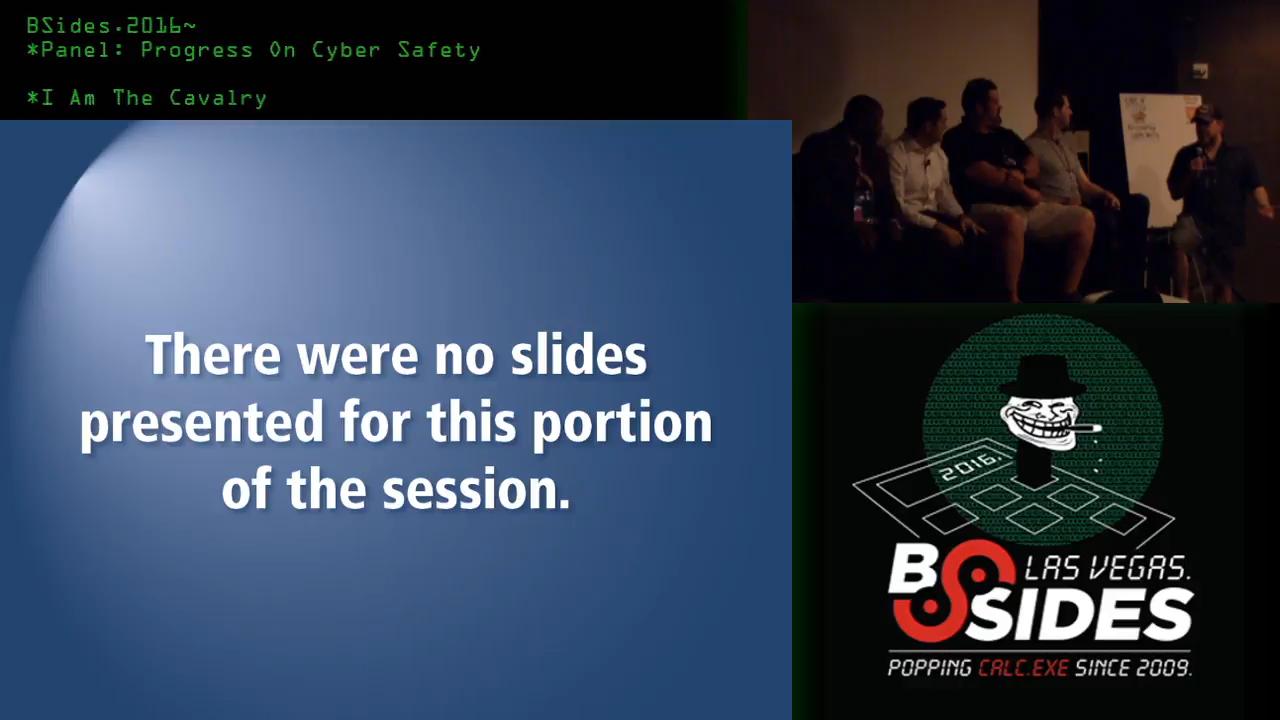 BSides.2016~
*Panel: Progress On Cyber Safety
*I Am The Cavalry
There were no slides
presented for this portion
of the session.
2016.
BSIDES
LAS VEGAS.
POPPING CALC.EXE SINCE 2009.